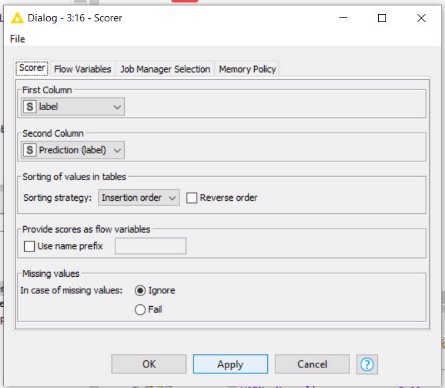 Dialog - 3:16 - Scorer
File
Scorer Flow Variables Job Manager Selection Memory Policy
First Column
S label
Second Column
S Prediction (label)
Sorting of values in tables
Sorting strategy: Insertion order Reverse order
Provide scores as flow variables
Use name prefix
Missing values
In case of missing values: Ignore
Fail
OK Apply Cancel ?